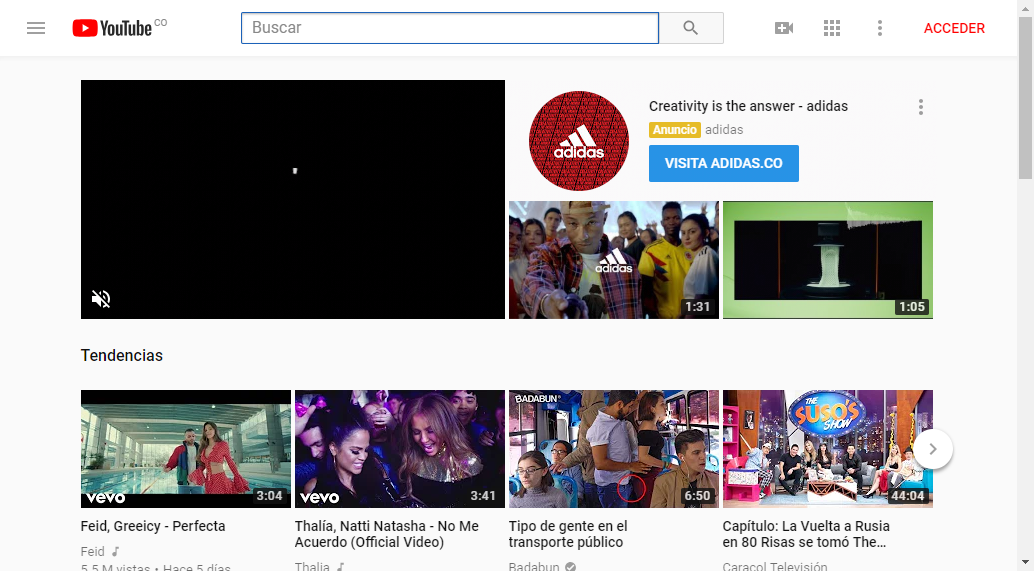 YouTube CO
Buscar
ACCEDER
Creativity is the answer - adidas
Anuncio adidas
VISITA ADIDAS.CO
adidas
adidas
1:31
1:05
Tendencias
vevo
3:04
vevo
3:41
BADABUN
6:50
THE
SUSO'S
SHOW
44:04
Feid, Greeicy - Perfecta
Feid
5,5 M vistas • Hace 5 días
Thalía, Natti Natasha - No Me
Acuerdo (Official Video)
Thalia
Tipo de gente en el
transporte público
Badabun
Capítulo: La Vuelta a Rusia
en 80 Risas se tomó The...
Caracol Televisión